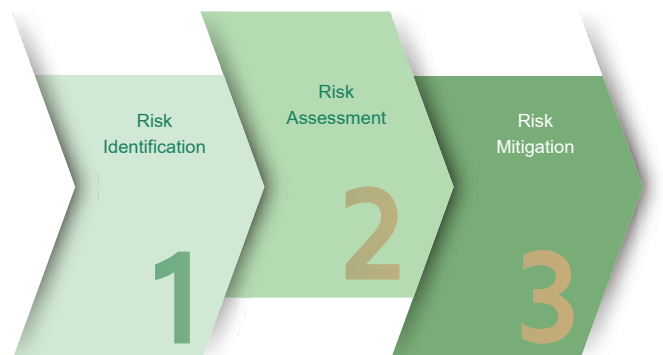 Risk
Identification
1
Risk
Assessment
2
Risk
Mitigation
3